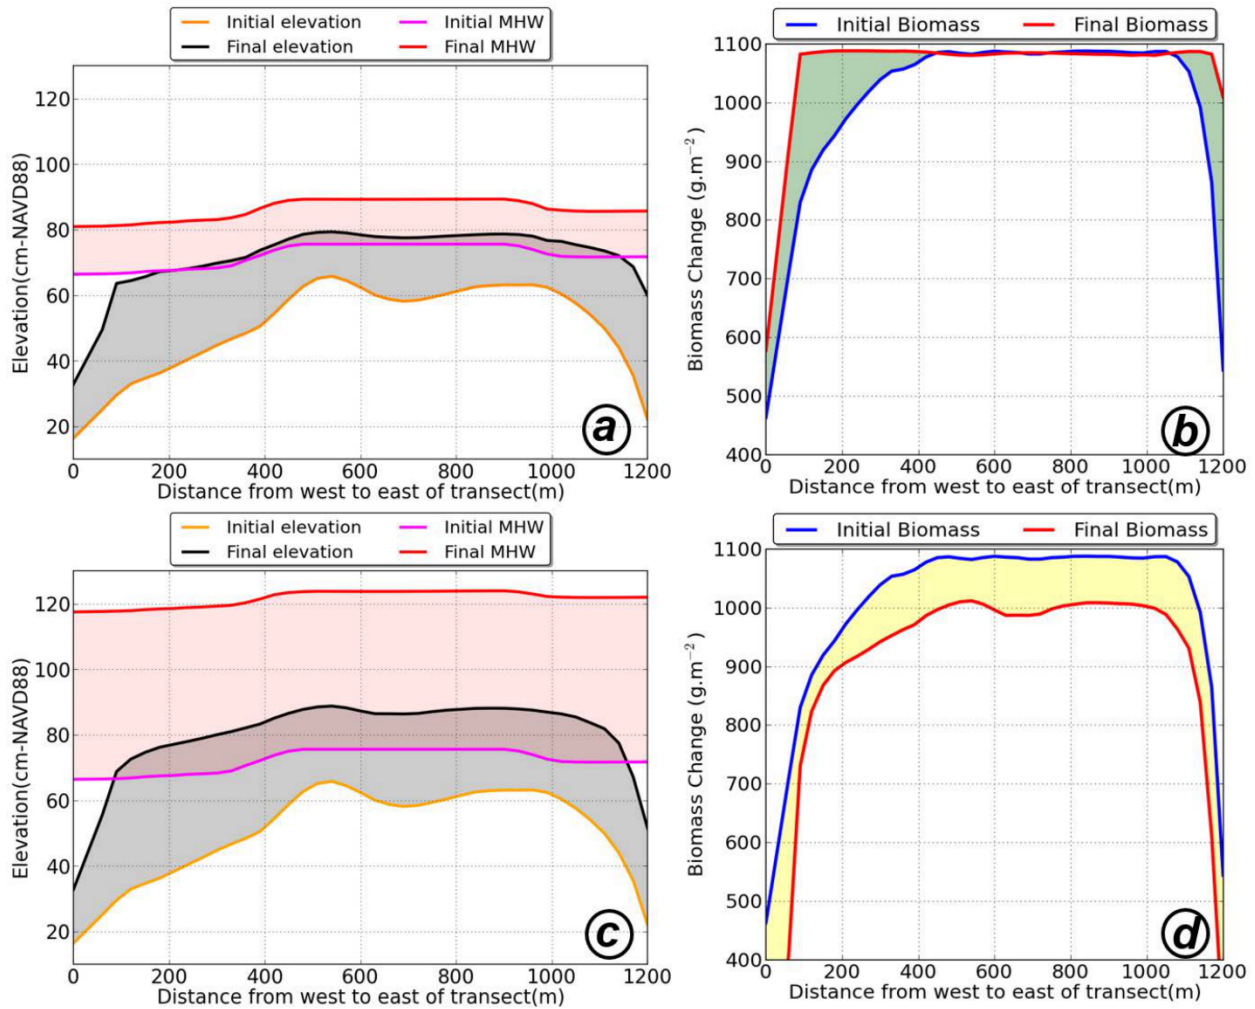 Initial elevation Initial MHW
Final elevation Final MHW
Initial Biomass Final Biomass
Elevation(cm-NAVD88)
120
100
80
60
40
20
0 200 400 600 800 1000 1200
Distance from west to east of transect(m)
a
Biomass Change (g.m−2)
1100
1000
900
800
700
600
500
400
0 200 400 600 800 1000 1200
Distance from west to east of transect(m)
b
Initial elevation Initial MHW
Final elevation Final MHW
Initial Biomass Final Biomass
Elevation(cm-NAVD88)
120
100
80
60
40
20
0 200 400 600 800 1000 1200
Distance from west to east of transect(m)
c
Biomass Change (g.m−2)
1100
1000
900
800
700
600
500
400
0 200 400 600 800 1000 1200
Distance from west to east of transect(m)
d